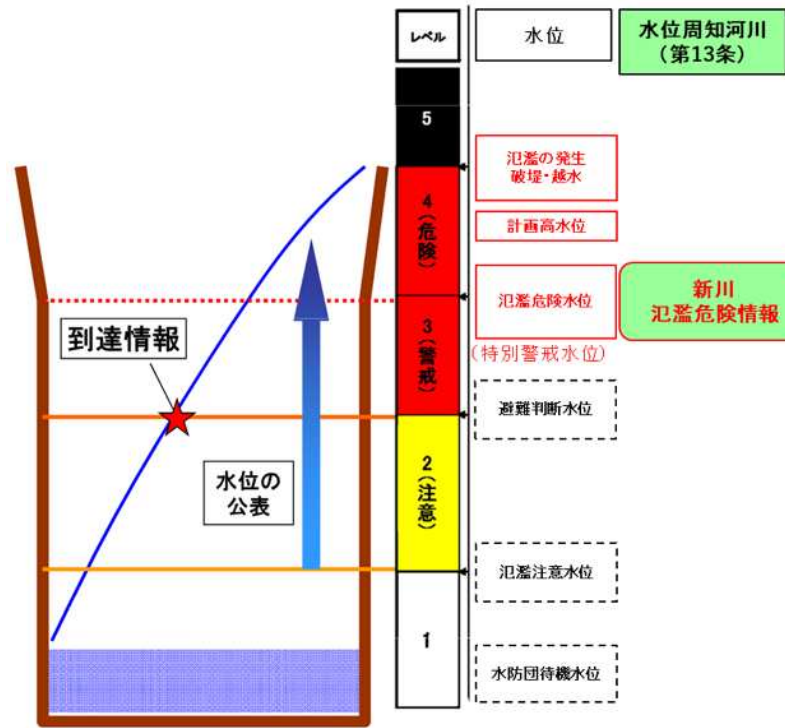 レベル
水位
水位周知河川
（第13条）
5
氾濫の発生
破堤・越水
4（危険）
計画高水位
氾濫危険水位
新川
氾濫危険情報
到達情報
3（警戒）
（特別警戒水位）
避難判断水位
水位の
公表
2（注意）
氾濫注意水位
1
水防団待機水位